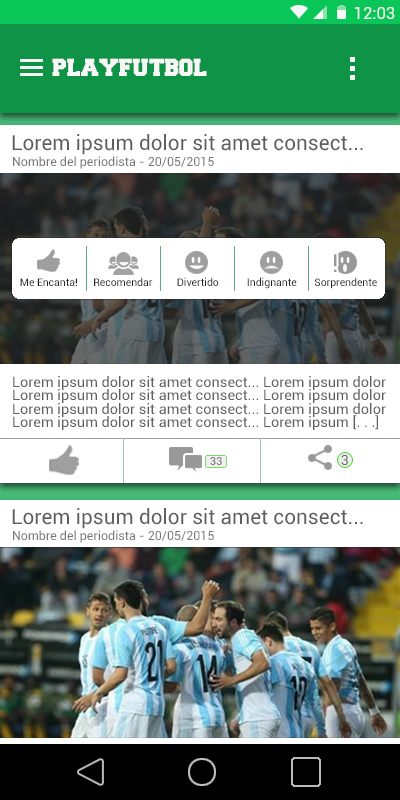 12:03
PLAYFUTBOL
Lorem ipsum dolor sit amet consect...
Nombre del periodista - 20/05/2015
Me Encanta!
Recomendar
Divertido
Indignante
Sorprendente
Lorem ipsum dolor sit amet consect... Lorem ipsum dolor
Lorem ipsum dolor sit amet consect... Lorem ipsum dolor
Lorem ipsum dolor sit amet consect... Lorem ipsum dolor
Lorem ipsum dolor sit amet consect... Lorem ipsum [. . .]
33
3
Lorem ipsum dolor sit amet consect...
Nombre del periodista - 20/05/2015
21
14
10